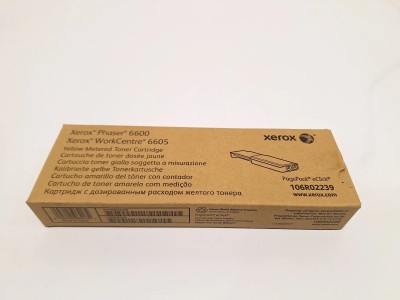 Xerox® Phaser® 6600
Xerox® WorkCentre® 6605
Yellow Metered Toner Cartridge
Cartouche de toner dosée jaune
Cartuccia toner giallo soggetta a misurazione
Kalibrierte gelbe Tonerkartusche
Cartucho amarillo del tóner con contador
Cartucho de toner amarelo com medição
Картридж с дозированным расходом желтого тонера
xerox
PagePack® eClick®
106R02239
www.xerox.com